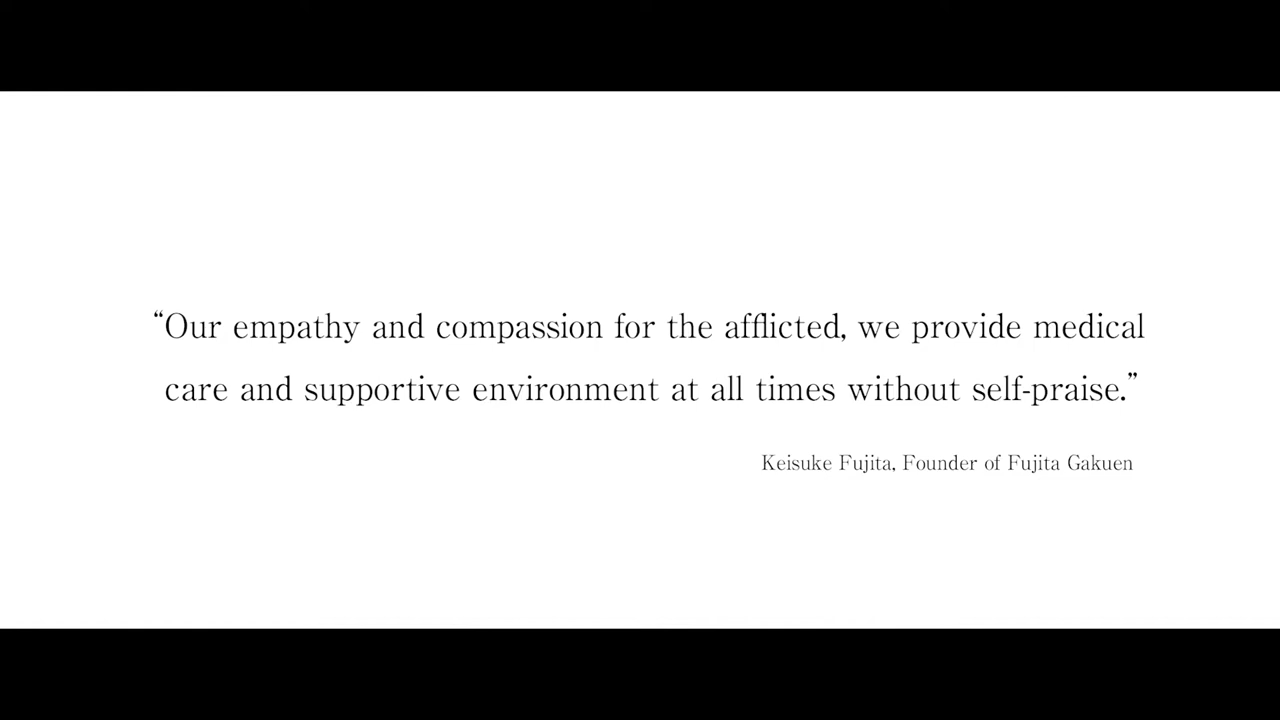 “Our empathy and compassion for the afflicted, we provide medical
care and supportive environment at all times without self-praise.”
Keisuke Fujita, Founder of Fujita Gakuen